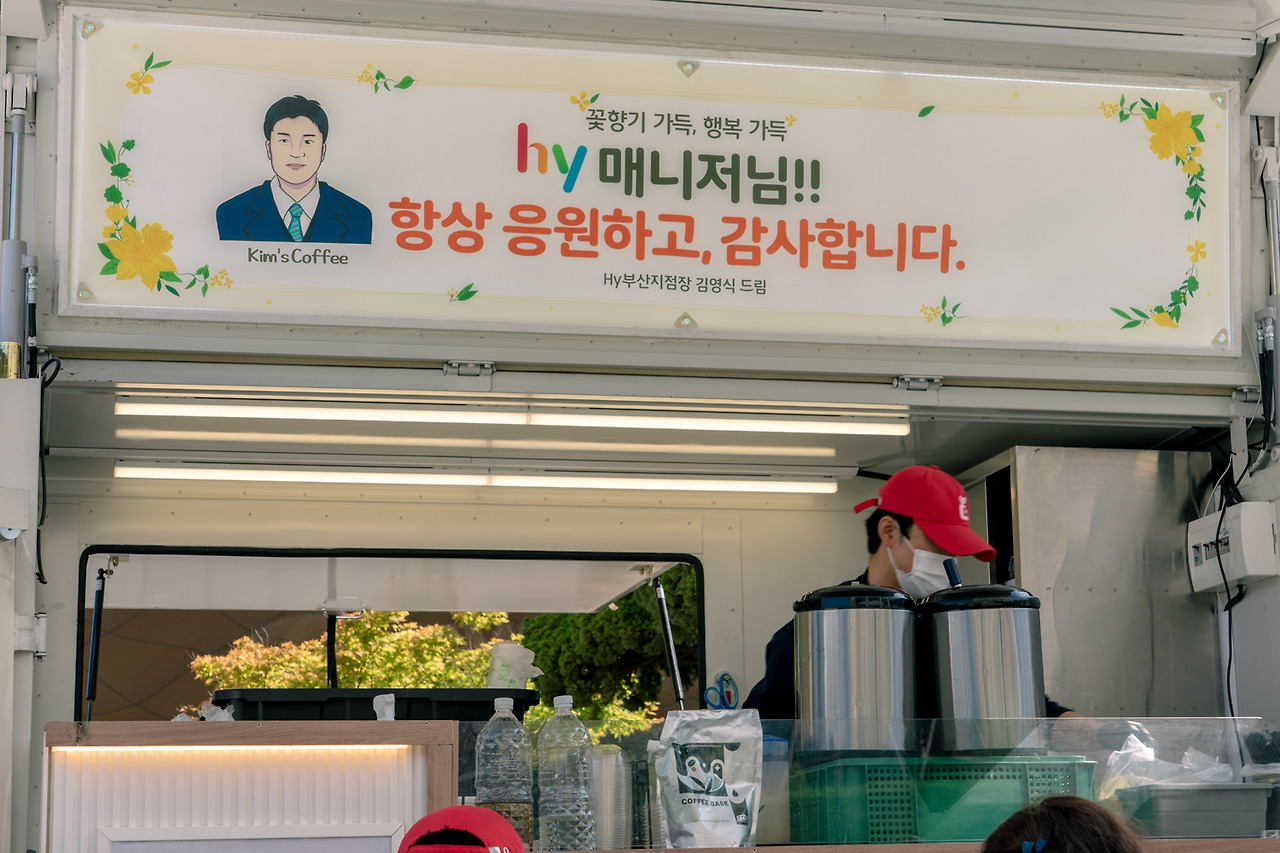 꽃향기 가득, 행복 가득
hy 매니저님!!
항상 응원하고, 감사합니다.
Hy부산지점장 김영식 드림
Kim's Coffee
COFFEE BASE